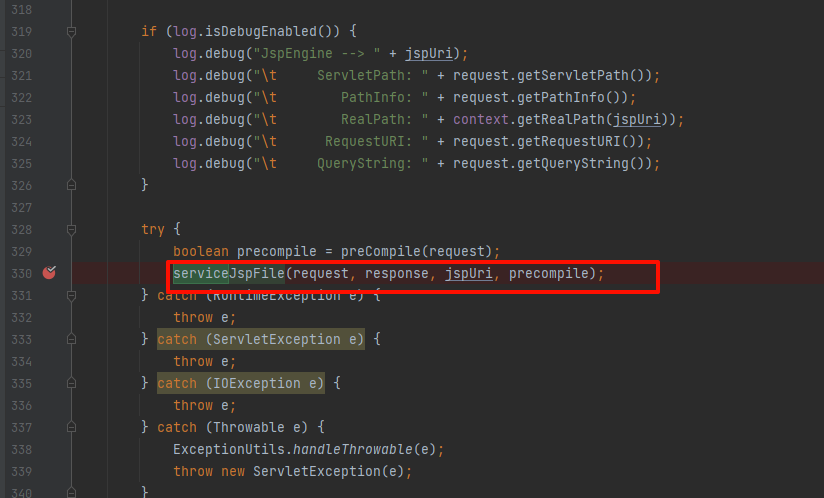 318
319 if (log.isDebugEnabled()) {
320 log.debug("JspEngine --> " + jspUri);
321 log.debug("\t     ServletPath: " + request.getServletPath());
322 log.debug("\t        PathInfo: " + request.getPathInfo());
323 log.debug("\t        RealPath: " + context.getRealPath(jspUri));
324 log.debug("\t      RequestURI: " + request.getRequestURI());
325 log.debug("\t     QueryString: " + request.getQueryString());
326 }
327
328 try {
329 boolean precompile = preCompile(request);
330 serviceJspFile(request, response, jspUri, precompile);
331 } catch (RuntimeException e) {
332 throw e;
333 } catch (ServletException e) {
334 throw e;
335 } catch (IOException e) {
336 throw e;
337 } catch (Throwable e) {
338 ExceptionUtils.handleThrowable(e);
339 throw new ServletException(e);
340 }